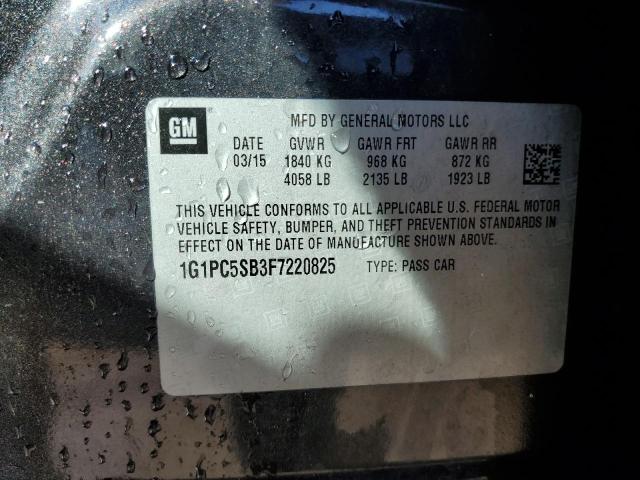 GM
MFD BY GENERAL MOTORS LLC
DATE GVWR GAWR FRT GAWR RR
03/15 1840 KG 968 KG 872 KG
4058 LB 2135 LB 1923 LB
THIS VEHICLE CONFORMS TO ALL APPLICABLE U.S. FEDERAL MOTOR
VEHICLE SAFETY, BUMPER, AND THEFT PREVENTION STANDARDS IN
EFFECT ON THE DATE OF MANUFACTURE SHOWN ABOVE.
1G1PC5SB3F7220825 TYPE: PASS CAR